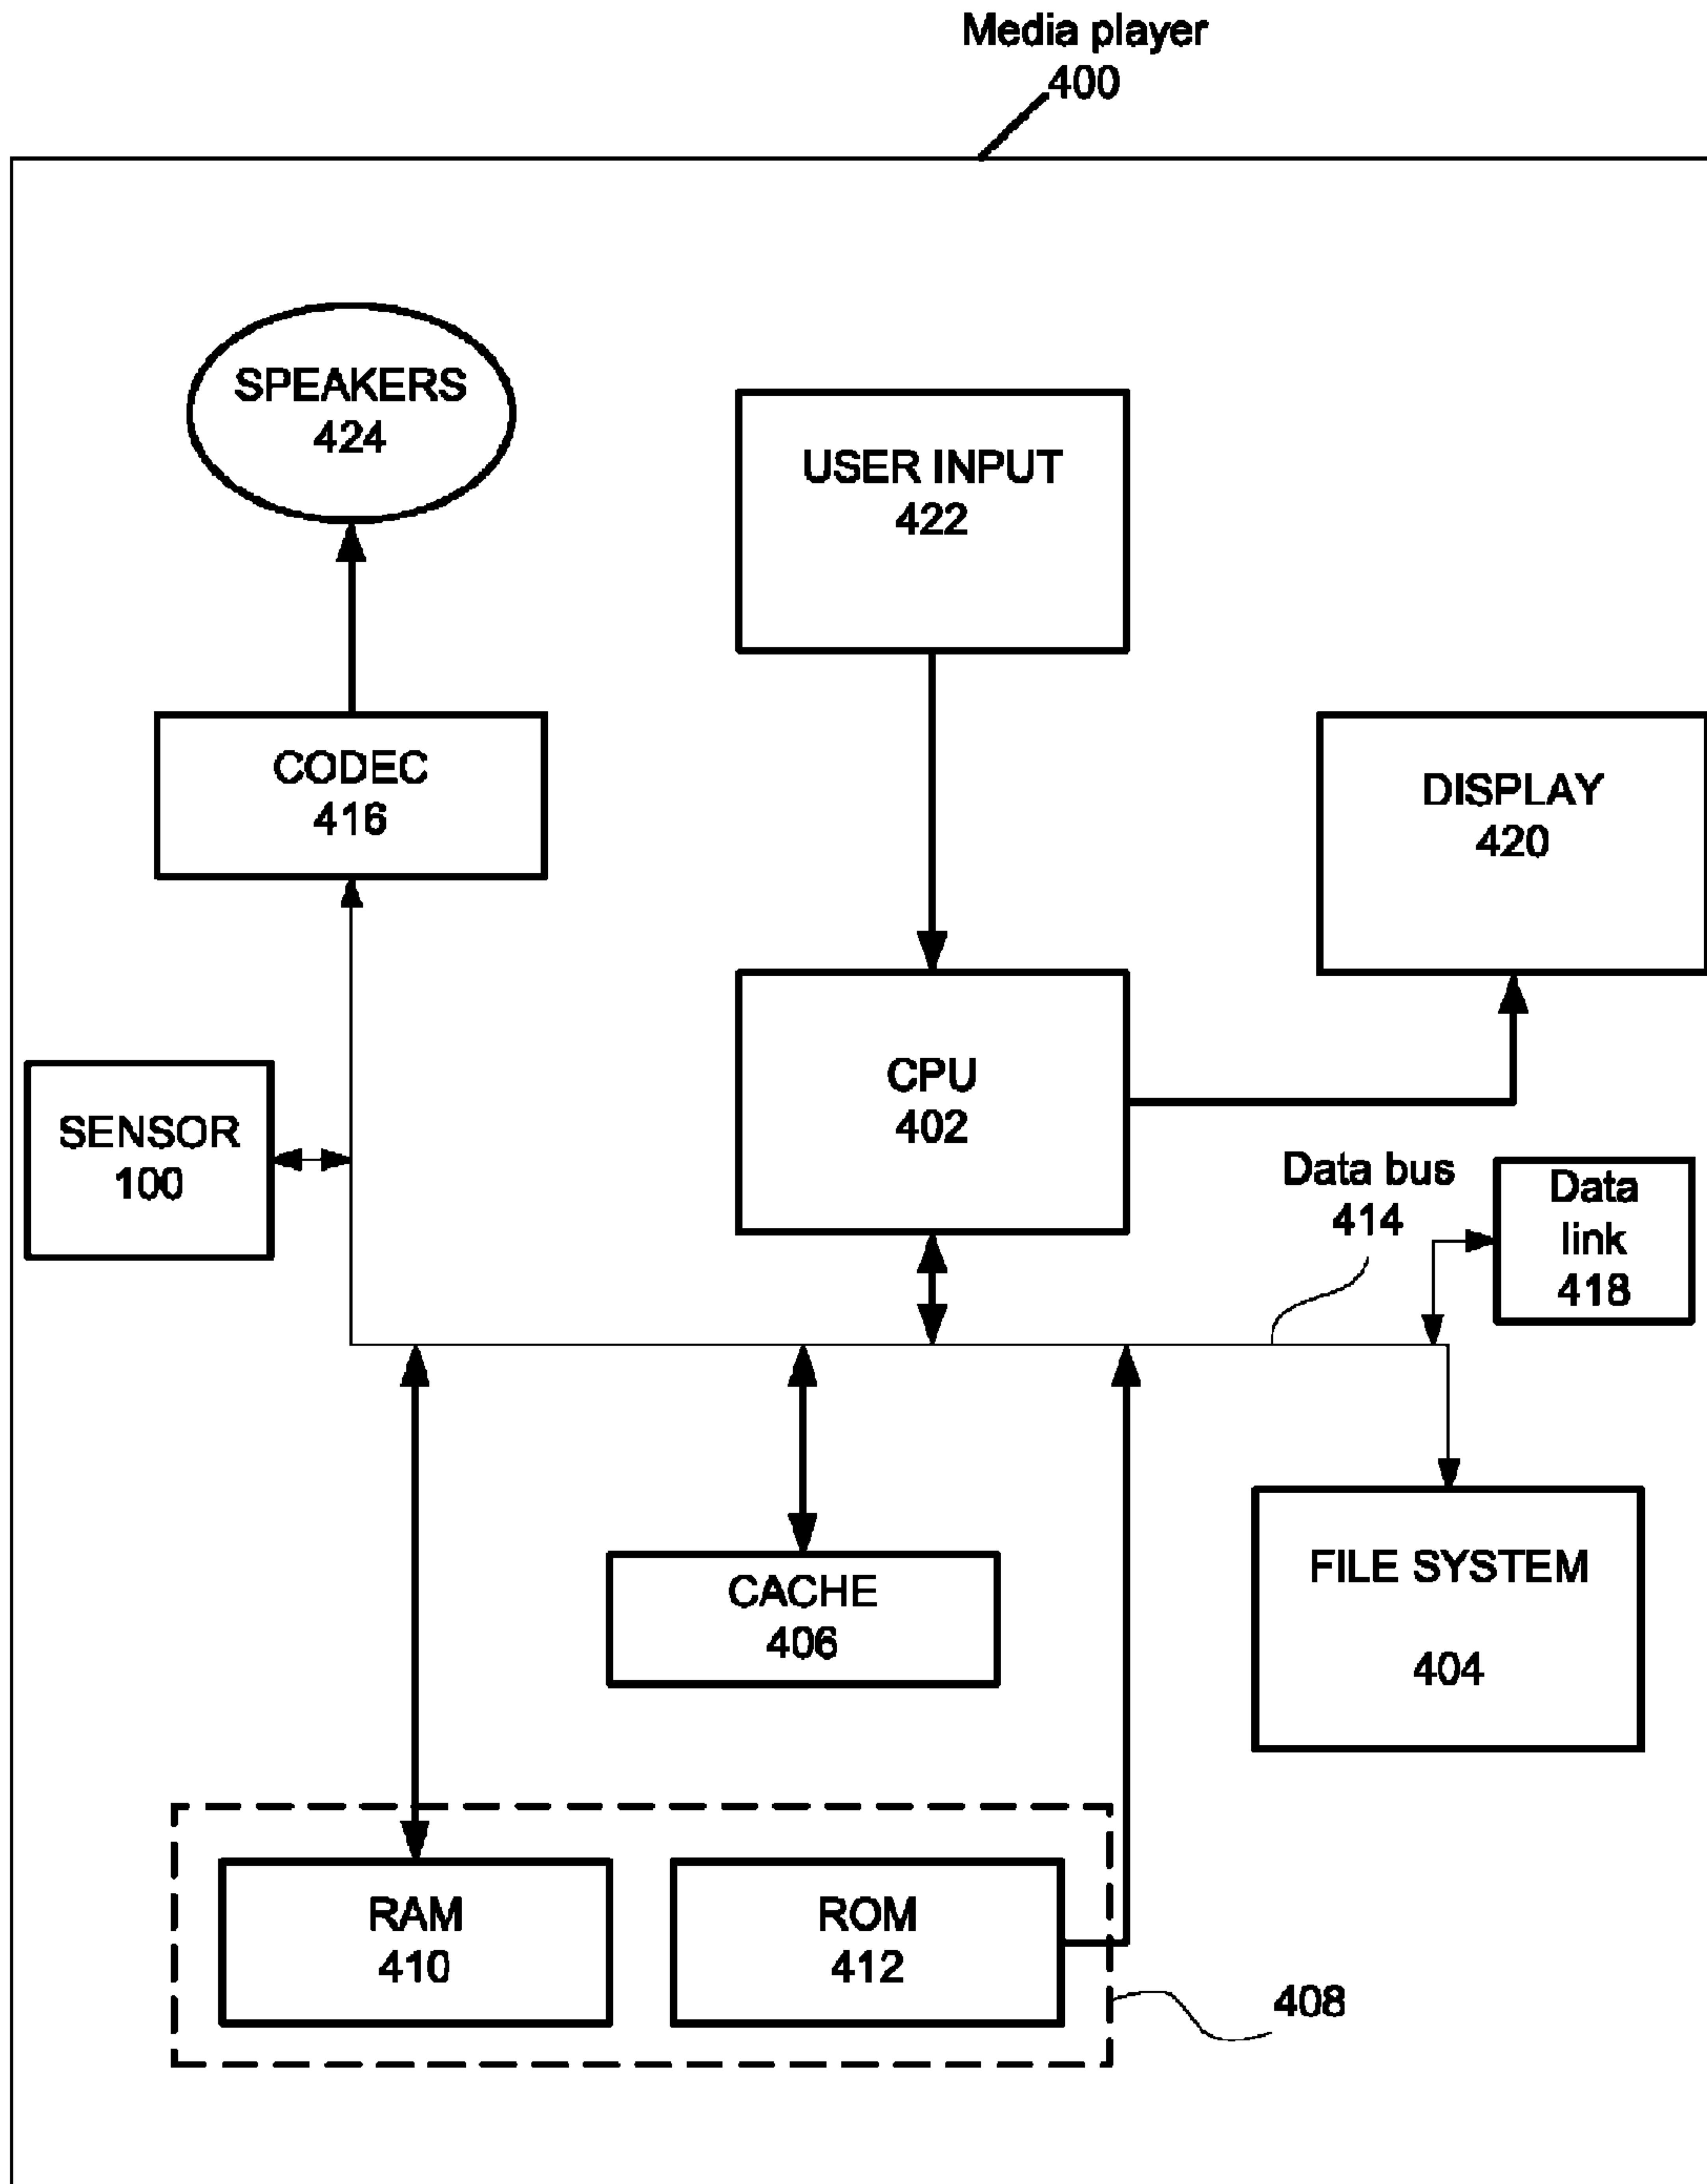 Media player
400
SPEAKERS
424
USER INPUT
422
CODEC
416
DISPLAY
420
CPU
402
SENSOR
100
Data bus
414
Data
link
418
CACHE
406
FILE SYSTEM
404
RAM
410
ROM
412
408